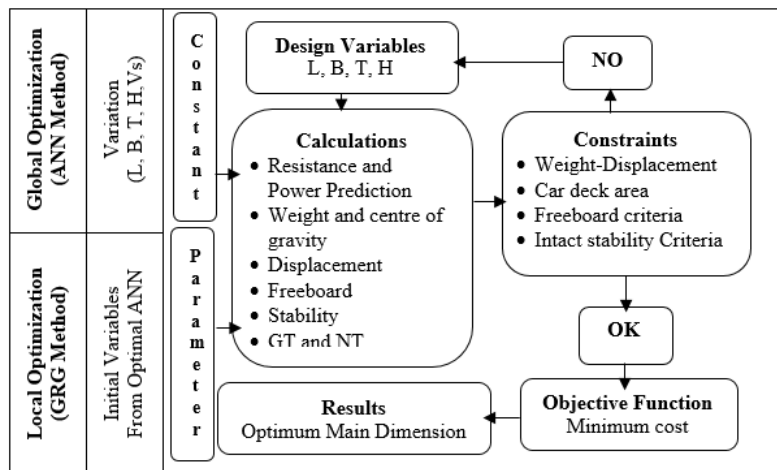 Global Optimization
(ANN Method)
Variation
(L, B, T, H,Vs)
Constant
Local Optimization
(GRG Method)
Initial Variables
From Optimal ANN
Parameter
Design Variables
L, B, T, H
NO
Calculations
• Resistance and
Power Prediction
• Weight and centre of
gravity
• Displacement
• Freeboard
• Stability
• GT and NT
Constraints
• Weight-Displacement
• Car deck area
• Freeboard criteria
• Intact stability Criteria
OK
Objective Function
Minimum cost
Results
Optimum Main Dimension